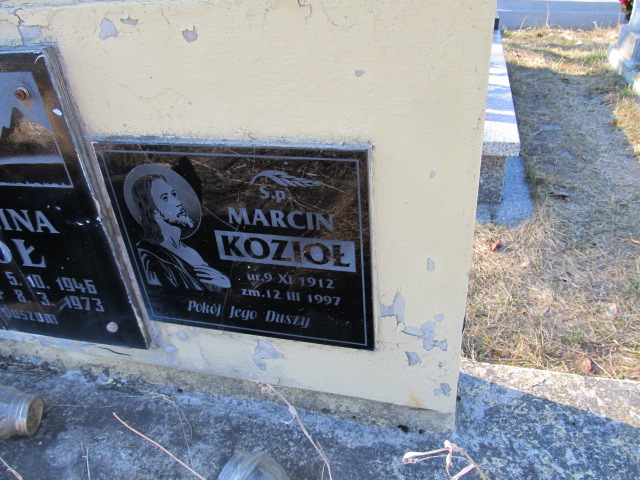 INA
OŁ
5.10.1946
8.3.1973
Duszom
Ś.P.
MARCIN
KOZIOŁ
ur.9 XI 1912
zm.12 III 1997
Pokój Jego Duszy